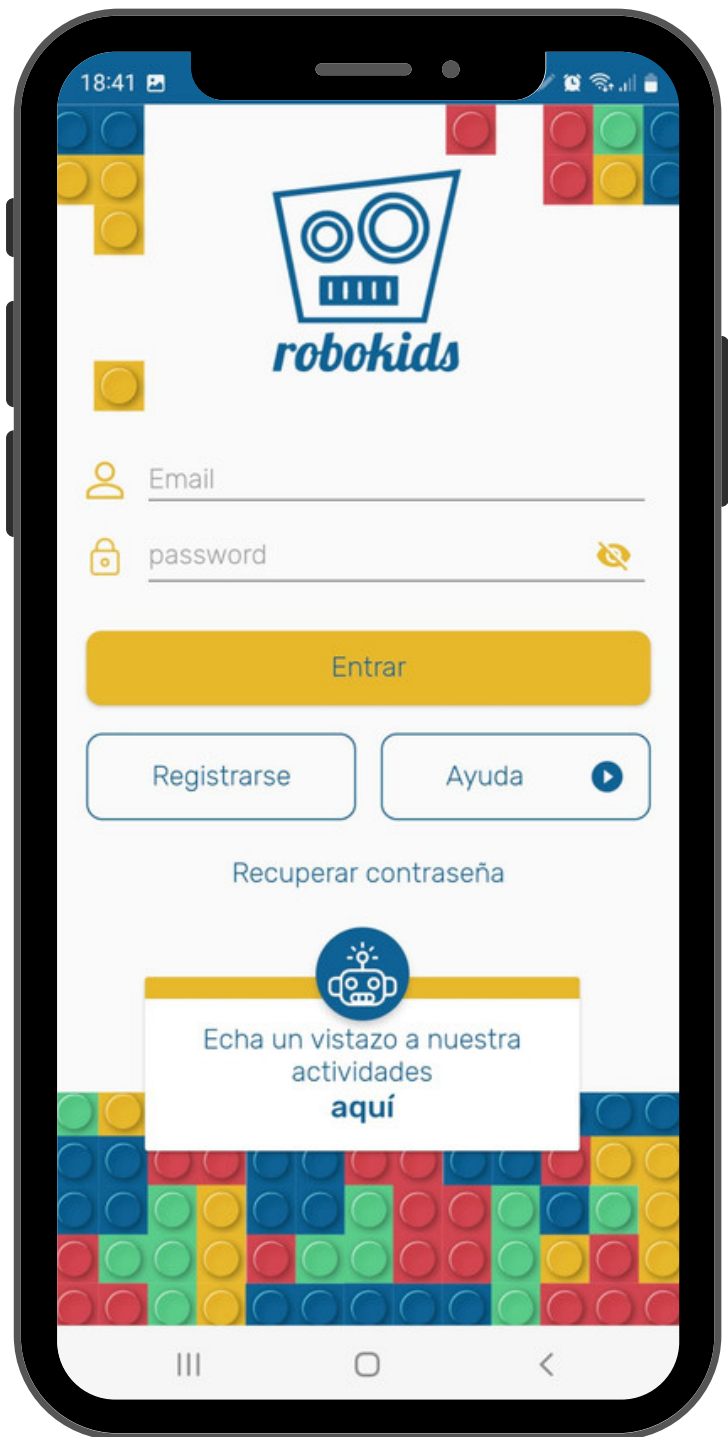 18:41
robokids
Email
password
Entrar
Registrarse
Ayuda
Recuperar contraseña
Echa un vistazo a nuestra
actividades
aquí